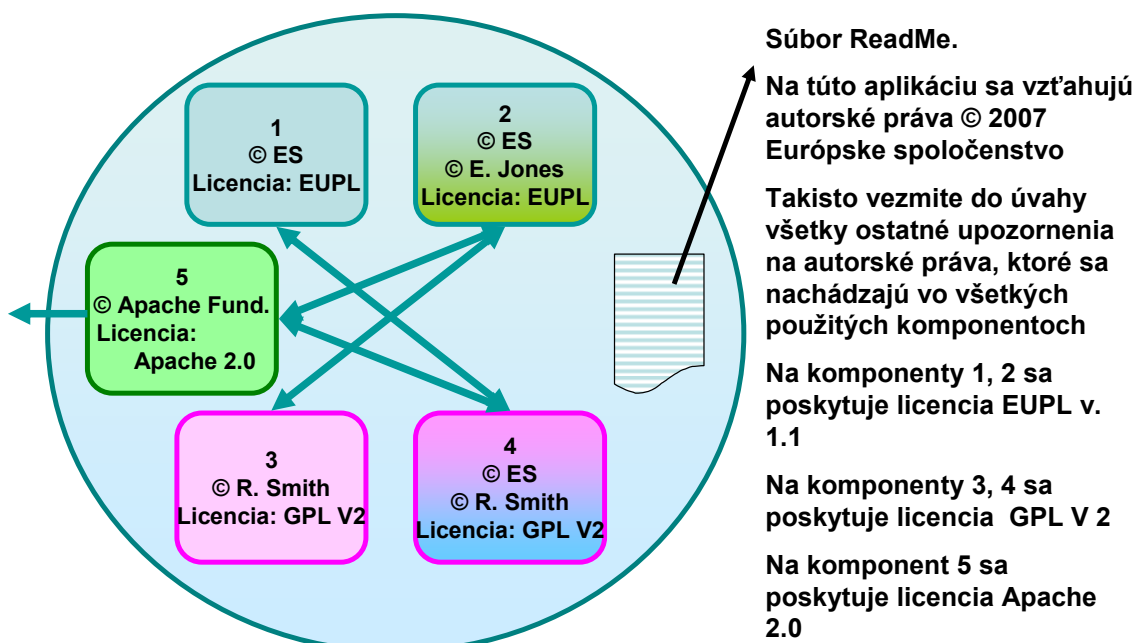 1
© ES
Licencia: EUPL
2
© ES
© E. Jones
Licencia: EUPL
5
© Apache Fund.
Licencia:
Apache 2.0
3
© R. Smith
Licencia: GPL V2
4
© ES
© R. Smith
Licencia: GPL V2
Súbor ReadMe.
Na túto aplikáciu sa vzťahujú
autorské práva © 2007
Európske spoločenstvo
Takisto vezmite do úvahy
všetky ostatné upozornenia
na autorské práva, ktoré sa
nachádzajú vo všetkých
použitých komponentoch
Na komponenty 1, 2 sa
poskytuje licencia EUPL v.
1.1
Na komponenty 3, 4 sa
poskytuje licencia GPL V 2
Na komponent 5 sa
poskytuje licencia Apache
2.0